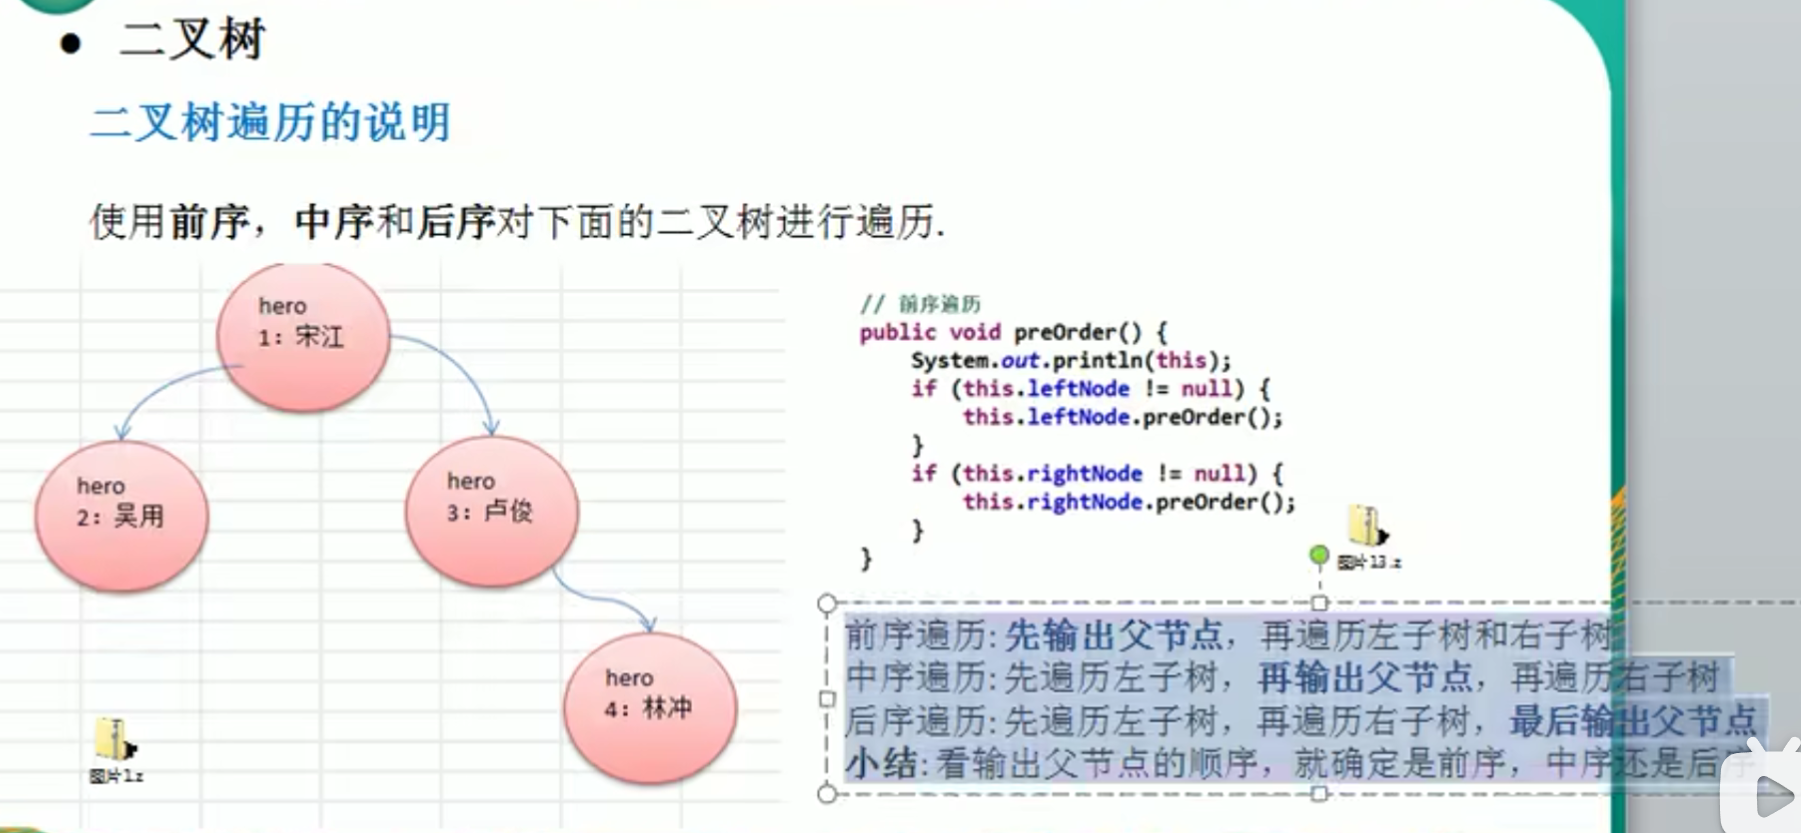 ● 二叉树
二叉树遍历的说明
使用前序，中序和后序对下面的二叉树进行遍历.
hero
1：宋江
hero
2：吴用
hero
3：卢俊
hero
4：林冲
图片1.z
// 前序遍历
public void preOrder() {
System.out.println(this);
if (this.leftNode != null) {
this.leftNode.preOrder();
}
if (this.rightNode != null) {
this.rightNode.preOrder();
}
}
图片13.z
前序遍历: 先输出父节点，再遍历左子树和右子树
中序遍历: 先遍历左子树，再输出父节点，再遍历右子树
后序遍历: 先遍历左子树，再遍历右子树，最后输出父节点
小结: 看输出父节点的顺序，就确定是前序，中序还是后序